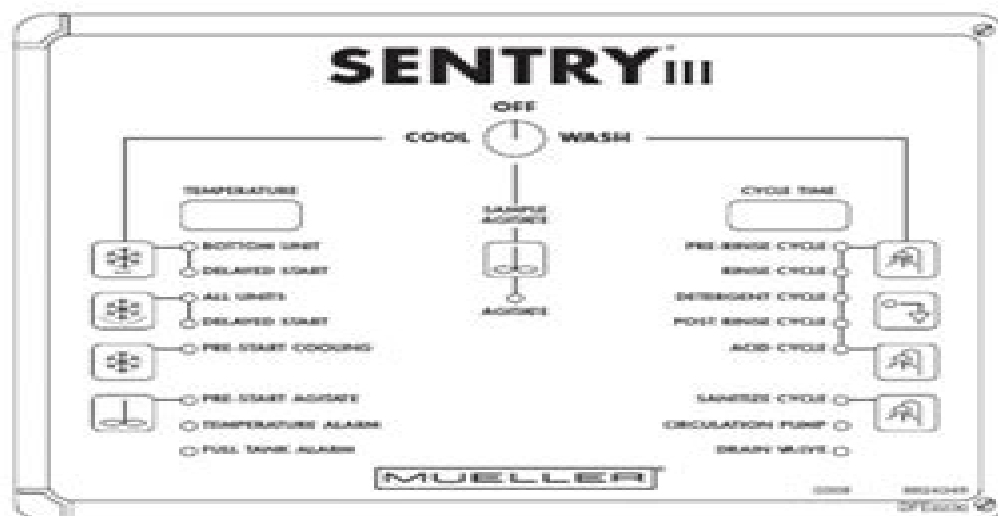 SENTRY III
OFF
COOL WASH
TEMPERATURE
SAMPLE
AGITATE
CYCLE TIME
BOTTOM UNIT
DELAYED START
ALL UNITS
DELAYED START
PRE-START COOLING
PRE-START AGITATE
TEMPERATURE ALARM
FULL TANK ALARM
AGITATE
PRE-RINSE CYCLE
RINSE CYCLE
DETERGENT CYCLE
POST RINSE CYCLE
ACID CYCLE
SANITIZE CYCLE
CIRCULATION PUMP
DRAIN VALVE
MUELLER